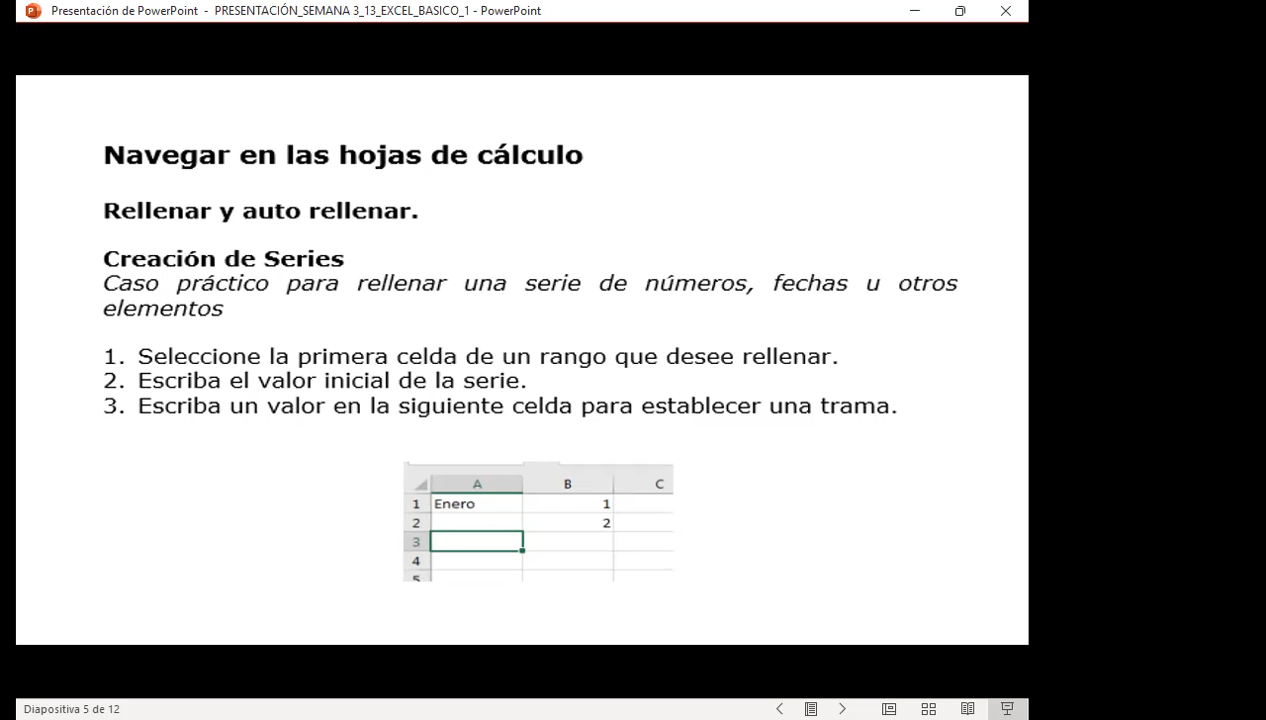 Presentación de PowerPoint - PRESENTACIÓN_SEMANA 3_13_EXCEL_BASICO_1 - PowerPoint
Navegar en las hojas de cálculo
Rellenar y auto rellenar.
Creación de Series
Caso práctico para rellenar una serie de números, fechas u otros
elementos
1. Seleccione la primera celda de un rango que desee rellenar.
2. Escriba el valor inicial de la serie.
3. Escriba un valor en la siguiente celda para establecer una trama.
A B C
1 Enero 1
2 2
3
4
5
Diapositiva 5 de 12